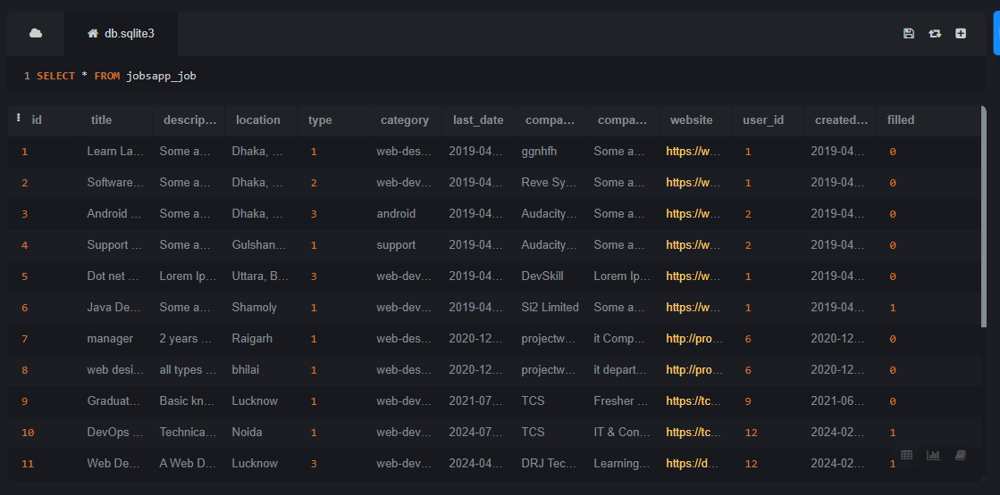 db.sqlite3
1 SELECT * FROM jobsapp_job
id title descrip... location type category last_date compa... compa... website user_id created... filled
1 Learn La... Some a... Dhaka, ... 1 web-des... 2019-04... ggnhfh Some a... https://w... 1 2019-04... 0
2 Software... Some a... Dhaka, ... 2 web-dev... 2019-04... Reve Sy... Some a... https://w... 1 2019-04... 0
3 Android ... Some a... Dhaka, ... 3 android 2019-04... Audacity... Some a... https://w... 2 2019-04... 0
4 Support ... Some a... Gulshan... 1 support 2019-04... Audacity... Some a... https://w... 2 2019-04... 0
5 Dot net ... Lorem Ip... Uttara, B... 3 web-dev... 2019-04... DevSkill Lorem Ip... https://w... 1 2019-04... 0
6 Java De... Some a... Shamoly 1 web-dev... 2019-04... Si2 Limited Some a... https://w... 1 2019-04... 1
7 manager 2 years ... Raigarh 1 web-des... 2020-12... projectw... it Comp... http://pro... 6 2020-12... 0
8 web desi... all types ... bhilai 1 web-des... 2020-12... projectw... it depart... http://pro... 6 2020-12... 0
9 Graduat... Basic kn... Lucknow 1 web-dev... 2021-07... TCS Fresher ... https://tc... 9 2021-06... 0
10 DevOps ... Technica... Noida 1 web-dev... 2024-07... TCS IT & Con... https://tc... 12 2024-02... 1
11 Web De... A Web D... Lucknow 3 web-dev... 2024-04... DRJ Tec... Learning... https://d... 12 2024-02... 1